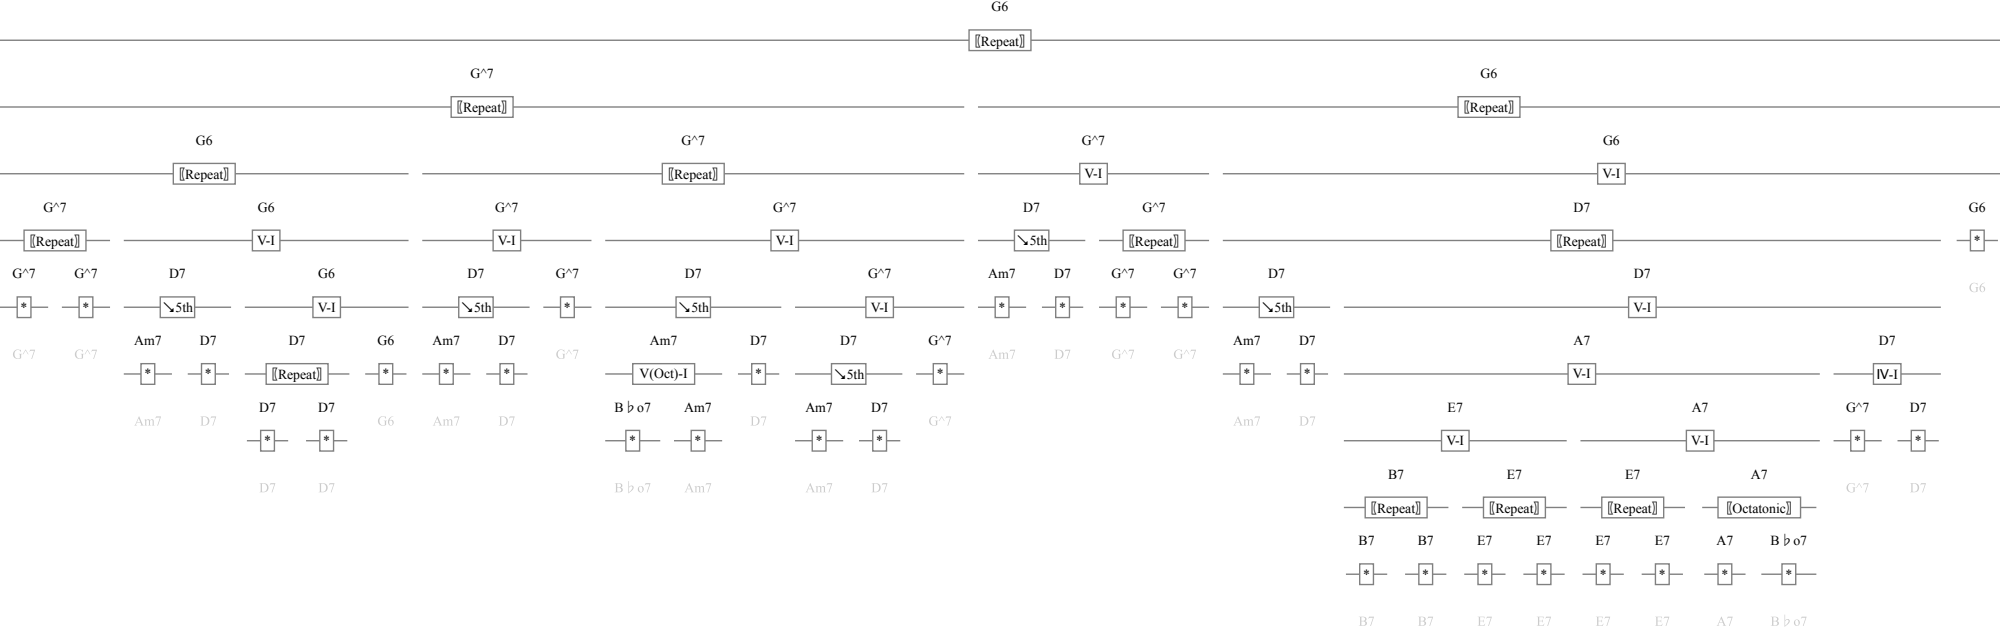 G6
⟦Repeat⟧
G^7 G6
⟦Repeat⟧ ⟦Repeat⟧
G6 G^7 G^7 G6
⟦Repeat⟧ ⟦Repeat⟧ V-I V-I
G^7 G6 G^7 G^7 D7 G^7 D7 G6
⟦Repeat⟧ V-I V-I V-I ↘5th ⟦Repeat⟧ ⟦Repeat⟧ *
G^7 G^7 D7 G6 D7 G^7 D7 G^7 Am7 D7 G^7 G^7 D7 D7 G6
* * ↘5th V-I ↘5th * ↘5th V-I * * * * ↘5th V-I
G^7 G^7 Am7 D7 D7 G6 Am7 D7 G^7 Am7 D7 D7 G^7 Am7 D7 G^7 G^7 Am7 D7 A7 D7
* * ⟦Repeat⟧ * * * V(Oct)-I * ↘5th * * * V-I Ⅳ-I
Am7 D7 D7 D7 G6 Am7 D7 B♭o7 Am7 D7 Am7 D7 G^7 Am7 D7 E7 A7 G^7 D7
* * * * * * V-I V-I * *
D7 D7 B♭o7 Am7 Am7 D7 B7 E7 E7 A7 G^7 D7
⟦Repeat⟧ ⟦Repeat⟧ ⟦Repeat⟧ ⟦Octatonic⟧
B7 B7 E7 E7 E7 E7 A7 B♭o7
* * * * * * * *
B7 B7 E7 E7 E7 E7 A7 B♭o7